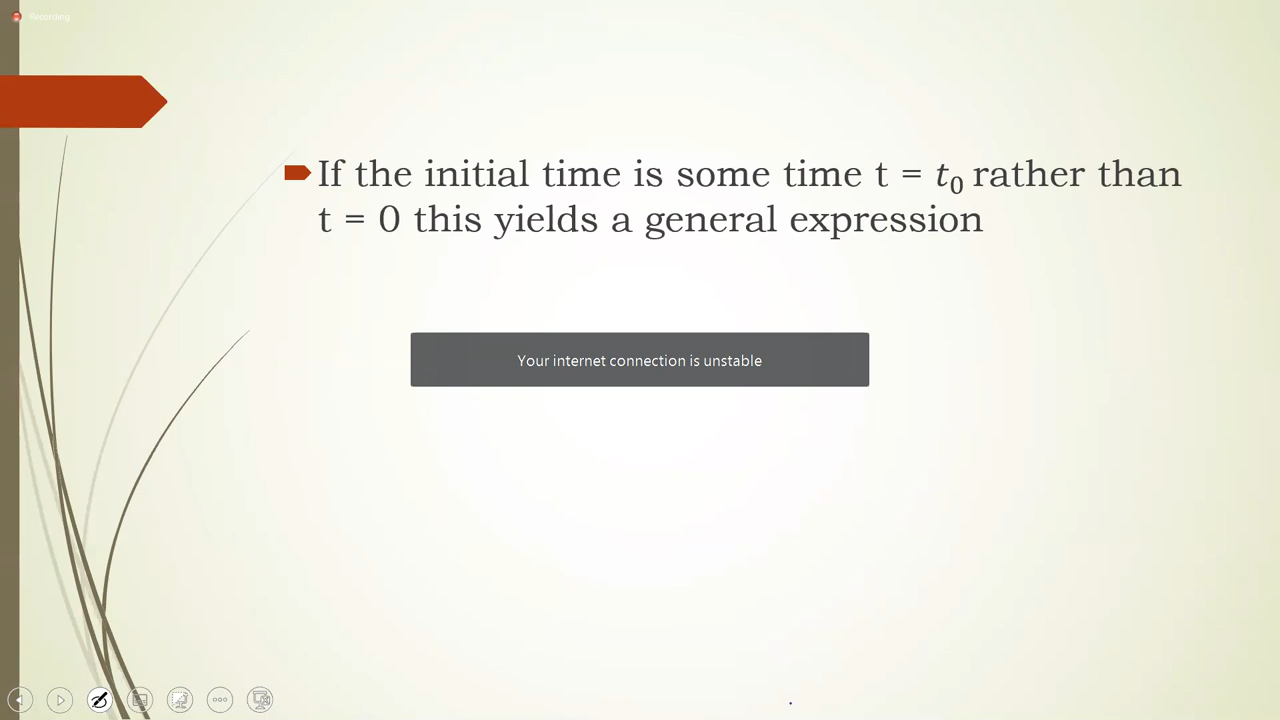 Recording
If the initial time is some time t = t₀ rather than
t = 0 this yields a general expression
Your internet connection is unstable